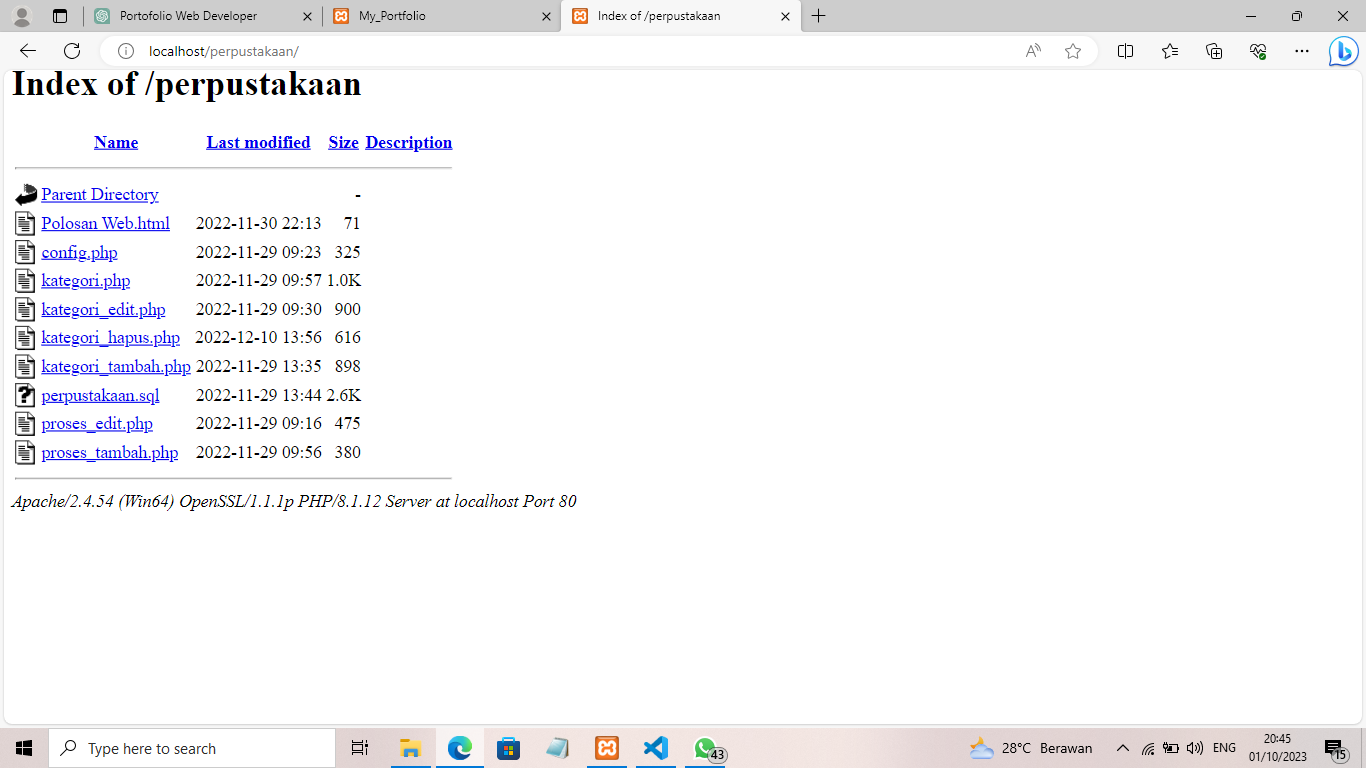 Portofolio Web Developer
My_Portfolio
Index of /perpustakaan
localhost/perpustakaan/
Index of /perpustakaan
Name Last modified Size Description
Parent Directory -
Polosan Web.html 2022-11-30 22:13 71
config.php 2022-11-29 09:23 325
kategori.php 2022-11-29 09:57 1.0K
kategori_edit.php 2022-11-29 09:30 900
kategori_hapus.php 2022-12-10 13:56 616
kategori_tambah.php 2022-11-29 13:35 898
perpustakaan.sql 2022-11-29 13:44 2.6K
proses_edit.php 2022-11-29 09:16 475
proses_tambah.php 2022-11-29 09:56 380
Apache/2.4.54 (Win64) OpenSSL/1.1.1p PHP/8.1.12 Server at localhost Port 80
Type here to search
43
28°C Berawan
ENG
20:45
01/10/2023
15